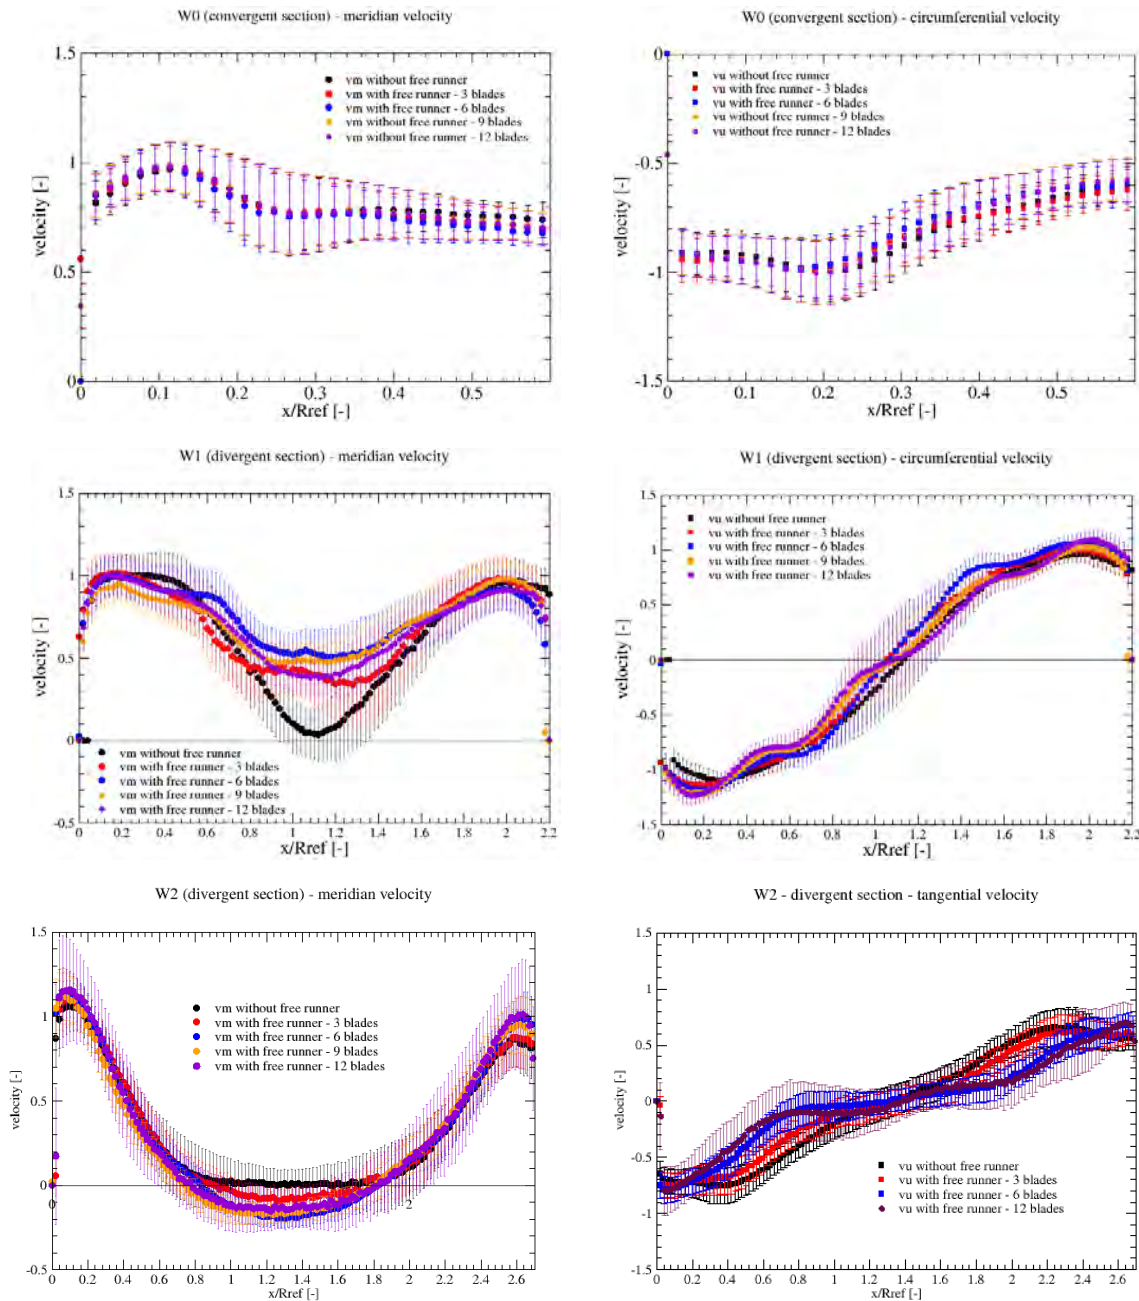 W0 (convergent section) - meridian velocity
1.5
1
0.5
0
velocity [-]
vm without free runner
vm with free runner - 3 blades
vm with free runner - 6 blades
vm without free runner - 9 blades
vm without free runner - 12 blades
0 0.1 0.2 0.3 0.4 0.5
x/Rref [-]
W0 (convergent section) - circumferential velocity
0
-0.5
-1
-1.5
velocity [-]
vu without free runner
vu with free runner - 3 blades
vu with free runner - 6 blades
vu without free runner - 9 blades
vu without free runner - 12 blades
0 0.1 0.2 0.3 0.4 0.5
x/Rref [-]
W1 (divergent section) - meridian velocity
1.5
1
0.5
0
-0.5
velocity [-]
vm without free runner
vm with free runner - 3 blades
vm with free runner - 6 blades
vm with free runner - 9 blades
vm with free runner - 12 blades
0 0.2 0.4 0.6 0.8 1 1.2 1.4 1.6 1.8 2 2.2
x/Rref [-]
W1 (divergent section) - circumferential velocity
1.5
1
0.5
0
-0.5
-1
-1.5
velocity [-]
vu without free runner
vu with free runner - 3 blades
vu with free runner - 6 blades
vu with free runner - 9 blades
vu with free runner - 12 blades
0 0.2 0.4 0.6 0.8 1 1.2 1.4 1.6 1.8 2 2.2
x/Rref [-]
W2 (divergent section) - meridian velocity
1.5
1
0.5
0
-0.5
velocity [-]
vm without free runner
vm with free runner - 3 blades
vm with free runner - 6 blades
vm with free runner - 9 blades
vm with free runner - 12 blades
0 2
0 0.2 0.4 0.6 0.8 1 1.2 1.4 1.6 1.8 2 2.2 2.4 2.6
x/Rref [-]
W2 - divergent section - tangential velocity
1.5
1
0.5
0
-0.5
-1
-1.5
velocity [-]
vu without free runner
vu with free runner - 3 blades
vu with free runner - 6 blades
vu with free runner - 12 blades
0 0.2 0.4 0.6 0.8 1 1.2 1.4 1.6 1.8 2 2.2 2.4 2.6
x/Rref [-]